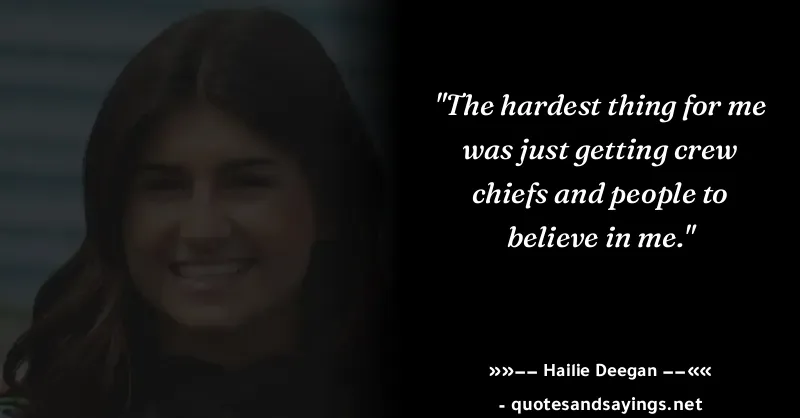 "The hardest thing for me
was just getting crew
chiefs and people to
believe in me."
»»−− Hailie Deegan −−««
- quotesandsayings.net